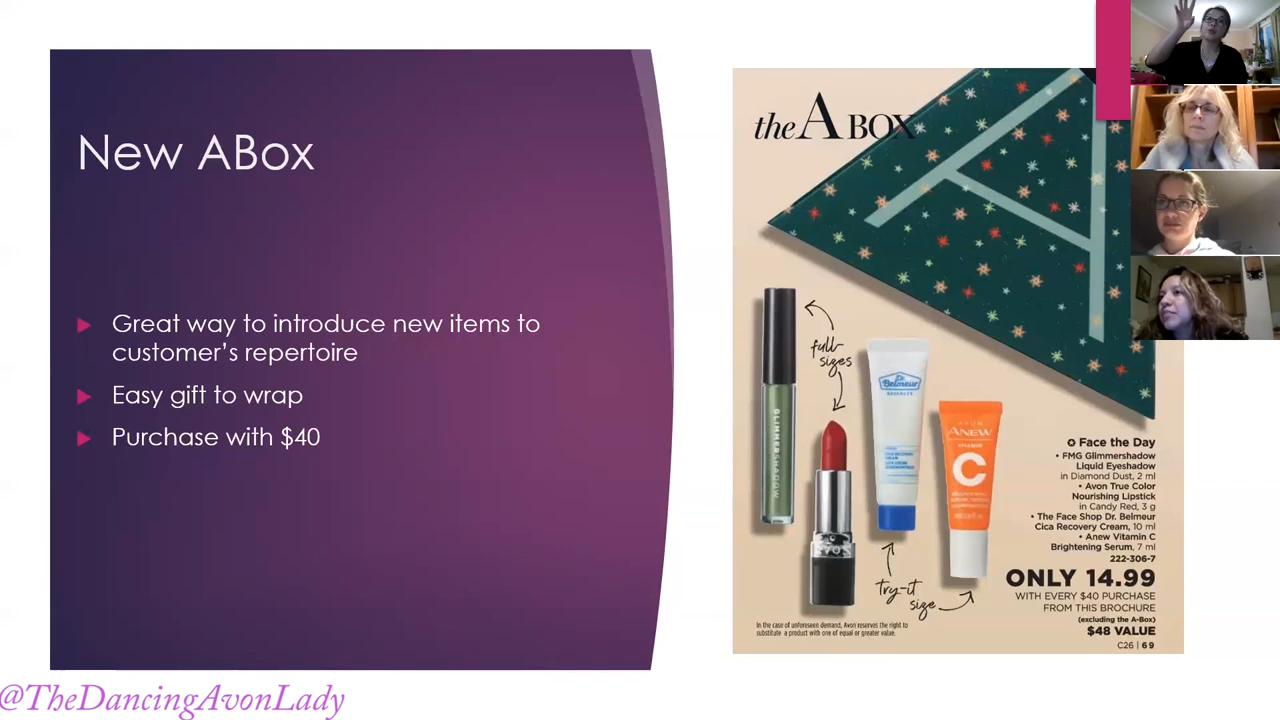 New ABox
Great way to introduce new items to
customer's repertoire
Easy gift to wrap
Purchase with $40
@TheDancingAvonLady
the A BOX
full
sizes
GLIMMERSHADOW
Dr.
Belmeur
AVON
ANEW
VITAMIN
C
try-it
size
Face the Day
• FMG Glimmershadow
Liquid Eyeshadow
in Diamond Dust, 2 ml
• Avon True Color
Nourishing Lipstick
in Candy Red, 3 g
• The Face Shop Dr. Belmeur
Cica Recovery Cream, 10 ml
• Anew Vitamin C
Brightening Serum, 7 ml
222-306-7
ONLY 14.99
WITH EVERY $40 PURCHASE
FROM THIS BROCHURE
(excluding the A-Box)
$48 VALUE
C26 | 69
In the case of unforeseen demand, Avon reserves the right to
substitute a product with one of equal or greater value.